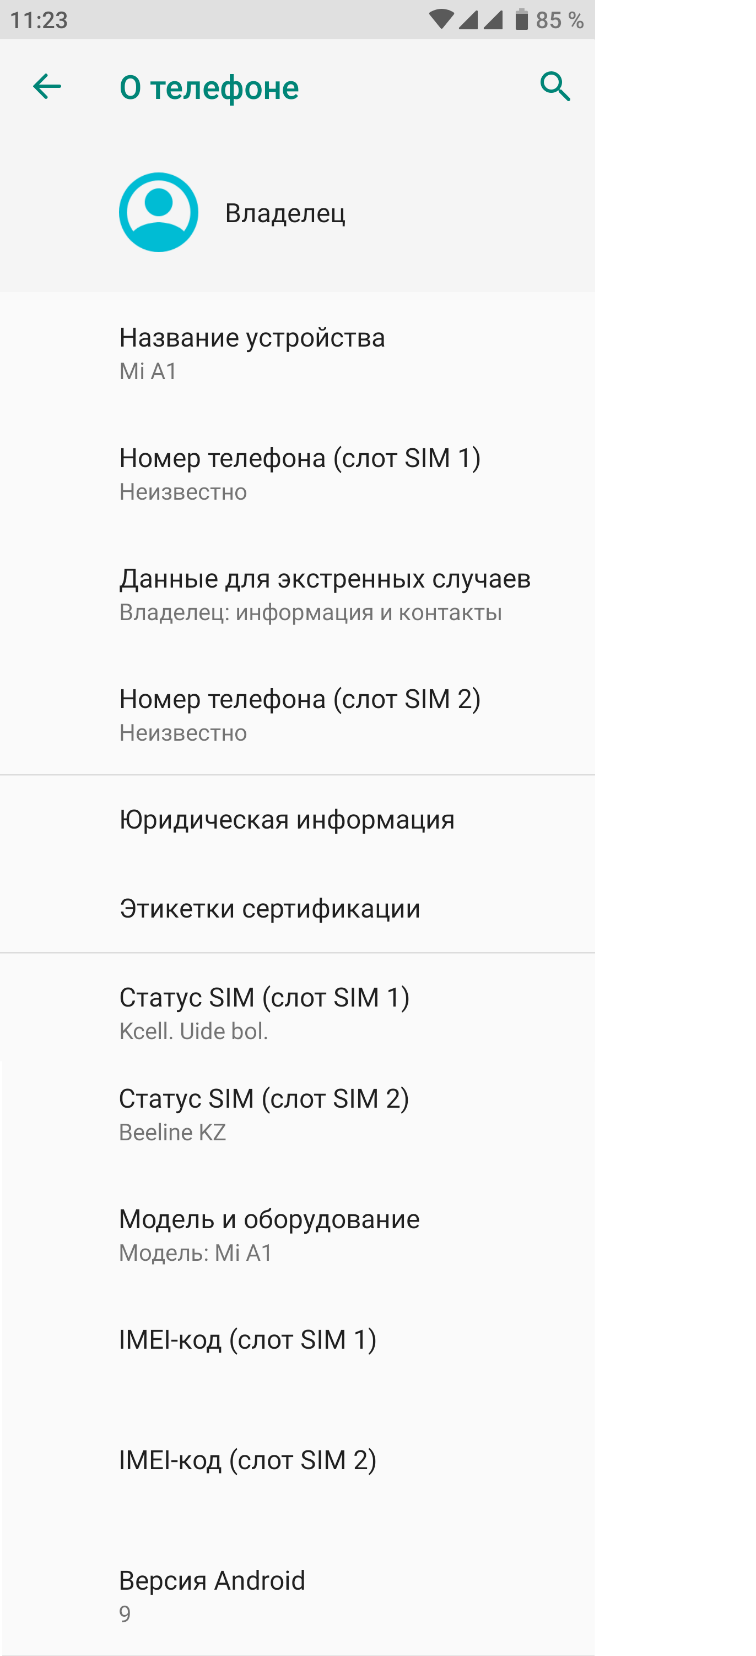 11:23 85 %
О телефоне
Владелец
Название устройства
Mi A1
Номер телефона (слот SIM 1)
Неизвестно
Данные для экстренных случаев
Владелец: информация и контакты
Номер телефона (слот SIM 2)
Неизвестно
Юридическая информация
Этикетки сертификации
Статус SIM (слот SIM 1)
Kcell. Uide bol.
Статус SIM (слот SIM 2)
Beeline KZ
Модель и оборудование
Модель: Mi A1
IMEI-код (слот SIM 1)
IMEI-код (слот SIM 2)
Версия Android
9